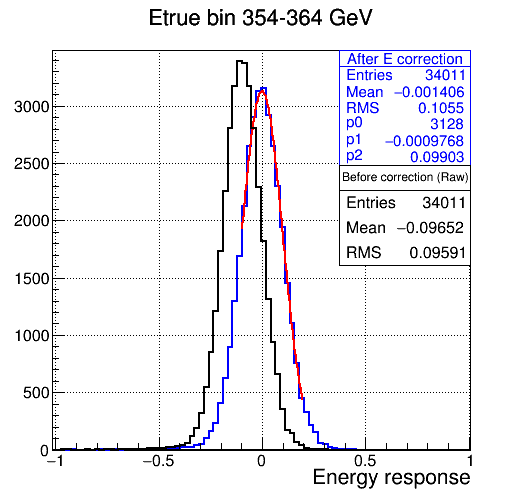 Etrue bin 354-364 GeV
After E correction
Entries 34011
Mean −0.001406
RMS 0.1055
p0 3128
p1 −0.0009768
p2 0.09903
Before correction (Raw)
Entries 34011
Mean −0.09652
RMS 0.09591
3000
2500
2000
1500
1000
500
0
−1 −0.5 0 0.5 1
Energy response